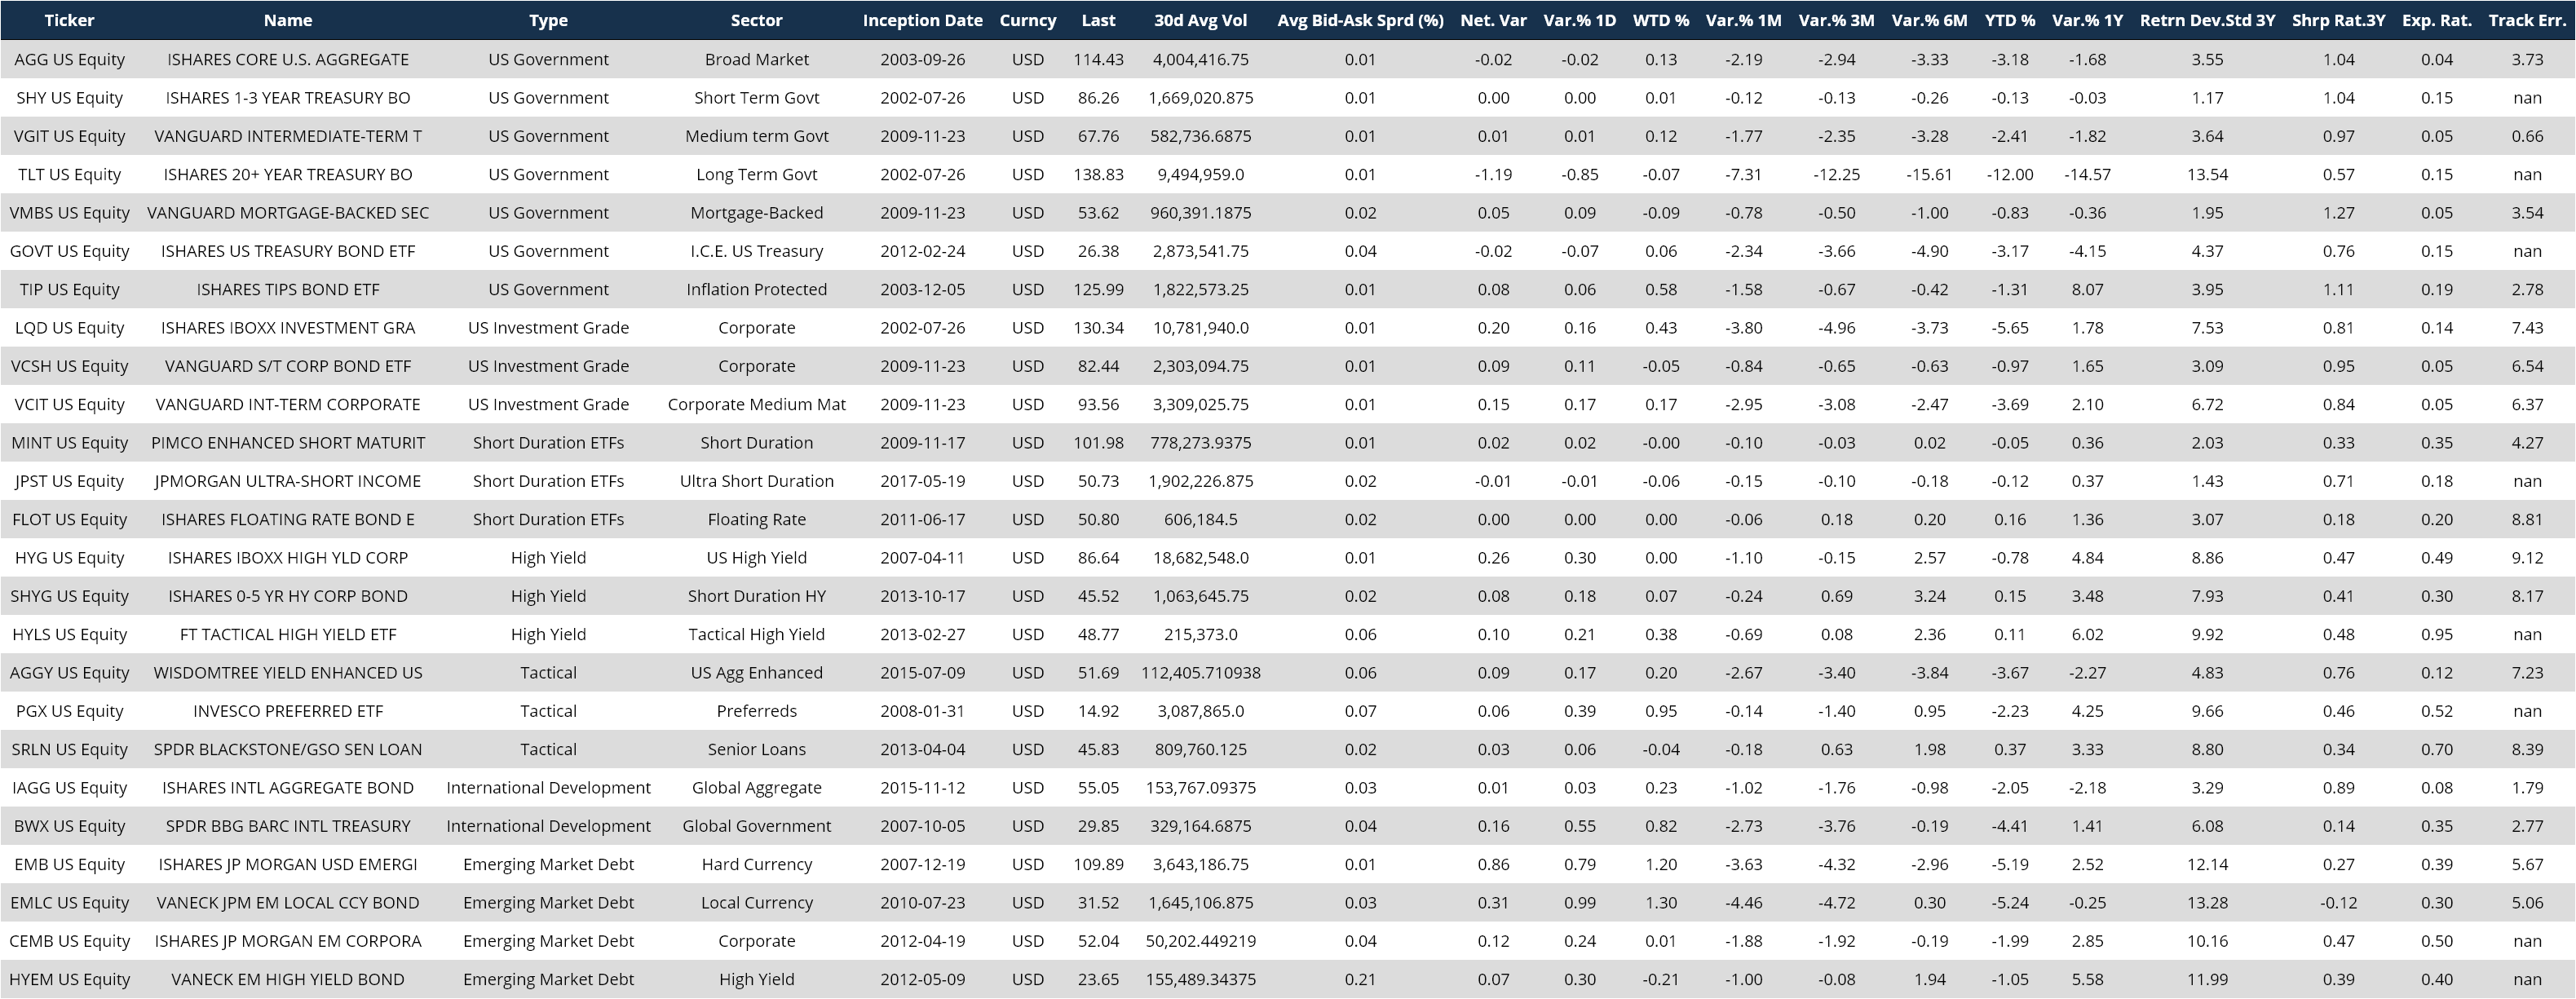 Ticker Name Type Sector Inception Date Curncy Last 30d Avg Vol Avg Bid-Ask Sprd (%) Net. Var Var.% 1D WTD % Var.% 1M Var.% 3M Var.% 6M YTD % Var.% 1Y Retrn Dev.Std 3Y Shrp Rat.3Y Exp. Rat. Track Err.
AGG US Equity ISHARES CORE U.S. AGGREGATE US Government Broad Market 2003-09-26 USD 114.43 4,004,416.75 0.01 -0.02 -0.02 0.13 -2.19 -2.94 -3.33 -3.18 -1.68 3.55 1.04 0.04 3.73
SHY US Equity ISHARES 1-3 YEAR TREASURY BO US Government Short Term Govt 2002-07-26 USD 86.26 1,669,020.875 0.01 0.00 0.00 0.01 -0.12 -0.13 -0.26 -0.13 -0.03 1.17 1.04 0.15 nan
VGIT US Equity VANGUARD INTERMEDIATE-TERM T US Government Medium term Govt 2009-11-23 USD 67.76 582,736.6875 0.01 0.01 0.01 0.12 -1.77 -2.35 -3.28 -2.41 -1.82 3.64 0.97 0.05 0.66
TLT US Equity ISHARES 20+ YEAR TREASURY BO US Government Long Term Govt 2002-07-26 USD 138.83 9,494,959.0 0.01 -1.19 -0.85 -0.07 -7.31 -12.25 -15.61 -12.00 -14.57 13.54 0.57 0.15 nan
VMBS US Equity VANGUARD MORTGAGE-BACKED SEC US Government Mortgage-Backed 2009-11-23 USD 53.62 960,391.1875 0.02 0.05 0.09 -0.09 -0.78 -0.50 -1.00 -0.83 -0.36 1.95 1.27 0.05 3.54
GOVT US Equity ISHARES US TREASURY BOND ETF US Government I.C.E. US Treasury 2012-02-24 USD 26.38 2,873,541.75 0.04 -0.02 -0.07 0.06 -2.34 -3.66 -4.90 -3.17 -4.15 4.37 0.76 0.15 nan
TIP US Equity ISHARES TIPS BOND ETF US Government Inflation Protected 2003-12-05 USD 125.99 1,822,573.25 0.01 0.08 0.06 0.58 -1.58 -0.67 -0.42 -1.31 8.07 3.95 1.11 0.19 2.78
LQD US Equity ISHARES IBOXX INVESTMENT GRA US Investment Grade Corporate 2002-07-26 USD 130.34 10,781,940.0 0.01 0.20 0.16 0.43 -3.80 -4.96 -3.73 -5.65 1.78 7.53 0.81 0.14 7.43
VCSH US Equity VANGUARD S/T CORP BOND ETF US Investment Grade Corporate 2009-11-23 USD 82.44 2,303,094.75 0.01 0.09 0.11 -0.05 -0.84 -0.65 -0.63 -0.97 1.65 3.09 0.95 0.05 6.54
VCIT US Equity VANGUARD INT-TERM CORPORATE US Investment Grade Corporate Medium Mat 2009-11-23 USD 93.56 3,309,025.75 0.01 0.15 0.17 0.17 -2.95 -3.08 -2.47 -3.69 2.10 6.72 0.84 0.05 6.37
MINT US Equity PIMCO ENHANCED SHORT MATURIT Short Duration ETFs Short Duration 2009-11-17 USD 101.98 778,273.9375 0.01 0.02 0.02 -0.00 -0.10 -0.03 0.02 -0.05 0.36 2.03 0.33 0.35 4.27
JPST US Equity JPMORGAN ULTRA-SHORT INCOME Short Duration ETFs Ultra Short Duration 2017-05-19 USD 50.73 1,902,226.875 0.02 -0.01 -0.01 -0.06 -0.15 -0.10 -0.18 -0.12 0.37 1.43 0.71 0.18 nan
FLOT US Equity ISHARES FLOATING RATE BOND E Short Duration ETFs Floating Rate 2011-06-17 USD 50.80 606,184.5 0.02 0.00 0.00 0.00 -0.06 0.18 0.20 0.16 1.36 3.07 0.18 0.20 8.81
HYG US Equity ISHARES IBOXX HIGH YLD CORP High Yield US High Yield 2007-04-11 USD 86.64 18,682,548.0 0.01 0.26 0.30 0.00 -1.10 -0.15 2.57 -0.78 4.84 8.86 0.47 0.49 9.12
SHYG US Equity ISHARES 0-5 YR HY CORP BOND High Yield Short Duration HY 2013-10-17 USD 45.52 1,063,645.75 0.02 0.08 0.18 0.07 -0.24 0.69 3.24 0.15 3.48 7.93 0.41 0.30 8.17
HYLS US Equity FT TACTICAL HIGH YIELD ETF High Yield Tactical High Yield 2013-02-27 USD 48.77 215,373.0 0.06 0.10 0.21 0.38 -0.69 0.08 2.36 0.11 6.02 9.92 0.48 0.95 nan
AGGY US Equity WISDOMTREE YIELD ENHANCED US Tactical US Agg Enhanced 2015-07-09 USD 51.69 112,405.710938 0.06 0.09 0.17 0.20 -2.67 -3.40 -3.84 -3.67 -2.27 4.83 0.76 0.12 7.23
PGX US Equity INVESCO PREFERRED ETF Tactical Preferreds 2008-01-31 USD 14.92 3,087,865.0 0.07 0.06 0.39 0.95 -0.14 -1.40 0.95 -2.23 4.25 9.66 0.46 0.52 nan
SRLN US Equity SPDR BLACKSTONE/GSO SEN LOAN Tactical Senior Loans 2013-04-04 USD 45.83 809,760.125 0.02 0.03 0.06 -0.04 -0.18 0.63 1.98 0.37 3.33 8.80 0.34 0.70 8.39
IAGG US Equity ISHARES INTL AGGREGATE BOND International Development Global Aggregate 2015-11-12 USD 55.05 153,767.09375 0.03 0.01 0.03 0.23 -1.02 -1.76 -0.98 -2.05 -2.18 3.29 0.89 0.08 1.79
BWX US Equity SPDR BBG BARC INTL TREASURY International Development Global Government 2007-10-05 USD 29.85 329,164.6875 0.04 0.16 0.55 0.82 -2.73 -3.76 -0.19 -4.41 1.41 6.08 0.14 0.35 2.77
EMB US Equity ISHARES JP MORGAN USD EMERGI Emerging Market Debt Hard Currency 2007-12-19 USD 109.89 3,643,186.75 0.01 0.86 0.79 1.20 -3.63 -4.32 -2.96 -5.19 2.52 12.14 0.27 0.39 5.67
EMLC US Equity VANECK JPM EM LOCAL CCY BOND Emerging Market Debt Local Currency 2010-07-23 USD 31.52 1,645,106.875 0.03 0.31 0.99 1.30 -4.46 -4.72 0.30 -5.24 -0.25 13.28 -0.12 0.30 5.06
CEMB US Equity ISHARES JP MORGAN EM CORPORA Emerging Market Debt Corporate 2012-04-19 USD 52.04 50,202.449219 0.04 0.12 0.24 0.01 -1.88 -1.92 -0.19 -1.99 2.85 10.16 0.47 0.50 nan
HYEM US Equity VANECK EM HIGH YIELD BOND Emerging Market Debt High Yield 2012-05-09 USD 23.65 155,489.34375 0.21 0.07 0.30 -0.21 -1.00 -0.08 1.94 -1.05 5.58 11.99 0.39 0.40 nan